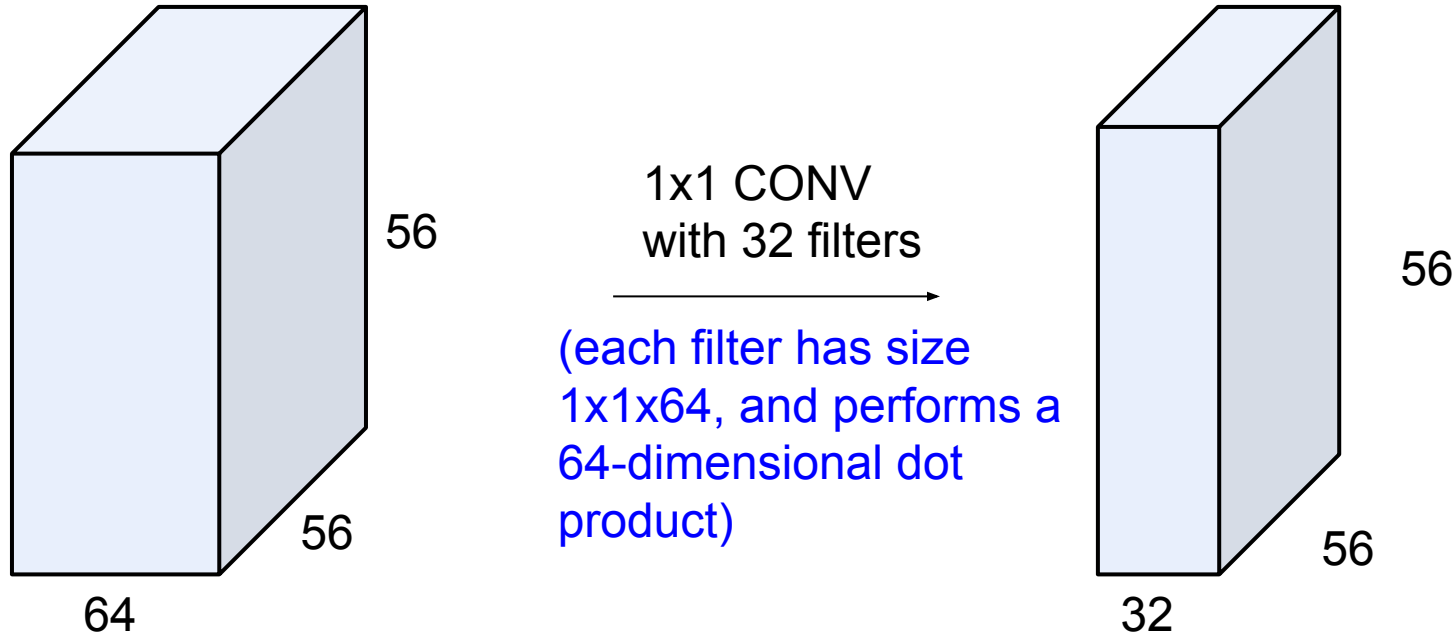 56
56
64
1x1 CONV
with 32 filters
(each filter has size
1x1x64, and performs a
64-dimensional dot
product)
56
56
32